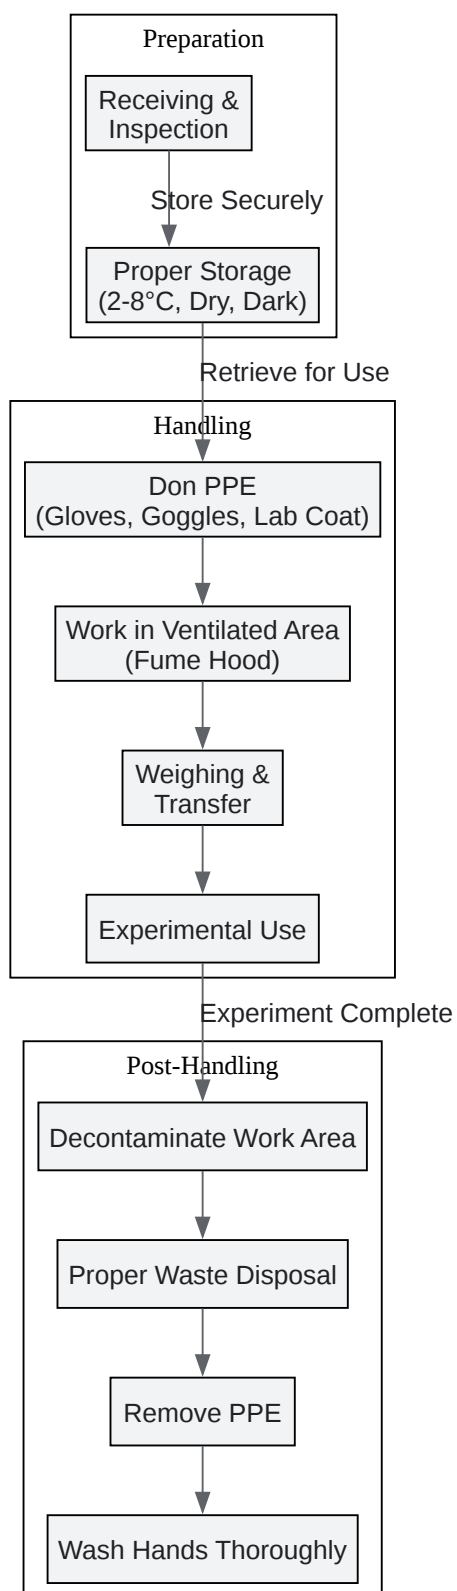 Preparation
Receiving &
Inspection
Store Securely
Proper Storage
(2-8°C, Dry, Dark)
Retrieve for Use
Handling
Don PPE
(Gloves, Goggles, Lab Coat)
Work in Ventilated Area
(Fume Hood)
Weighing &
Transfer
Experimental Use
Experiment Complete
Post-Handling
Decontaminate Work Area
Proper Waste Disposal
Remove PPE
Wash Hands Thoroughly